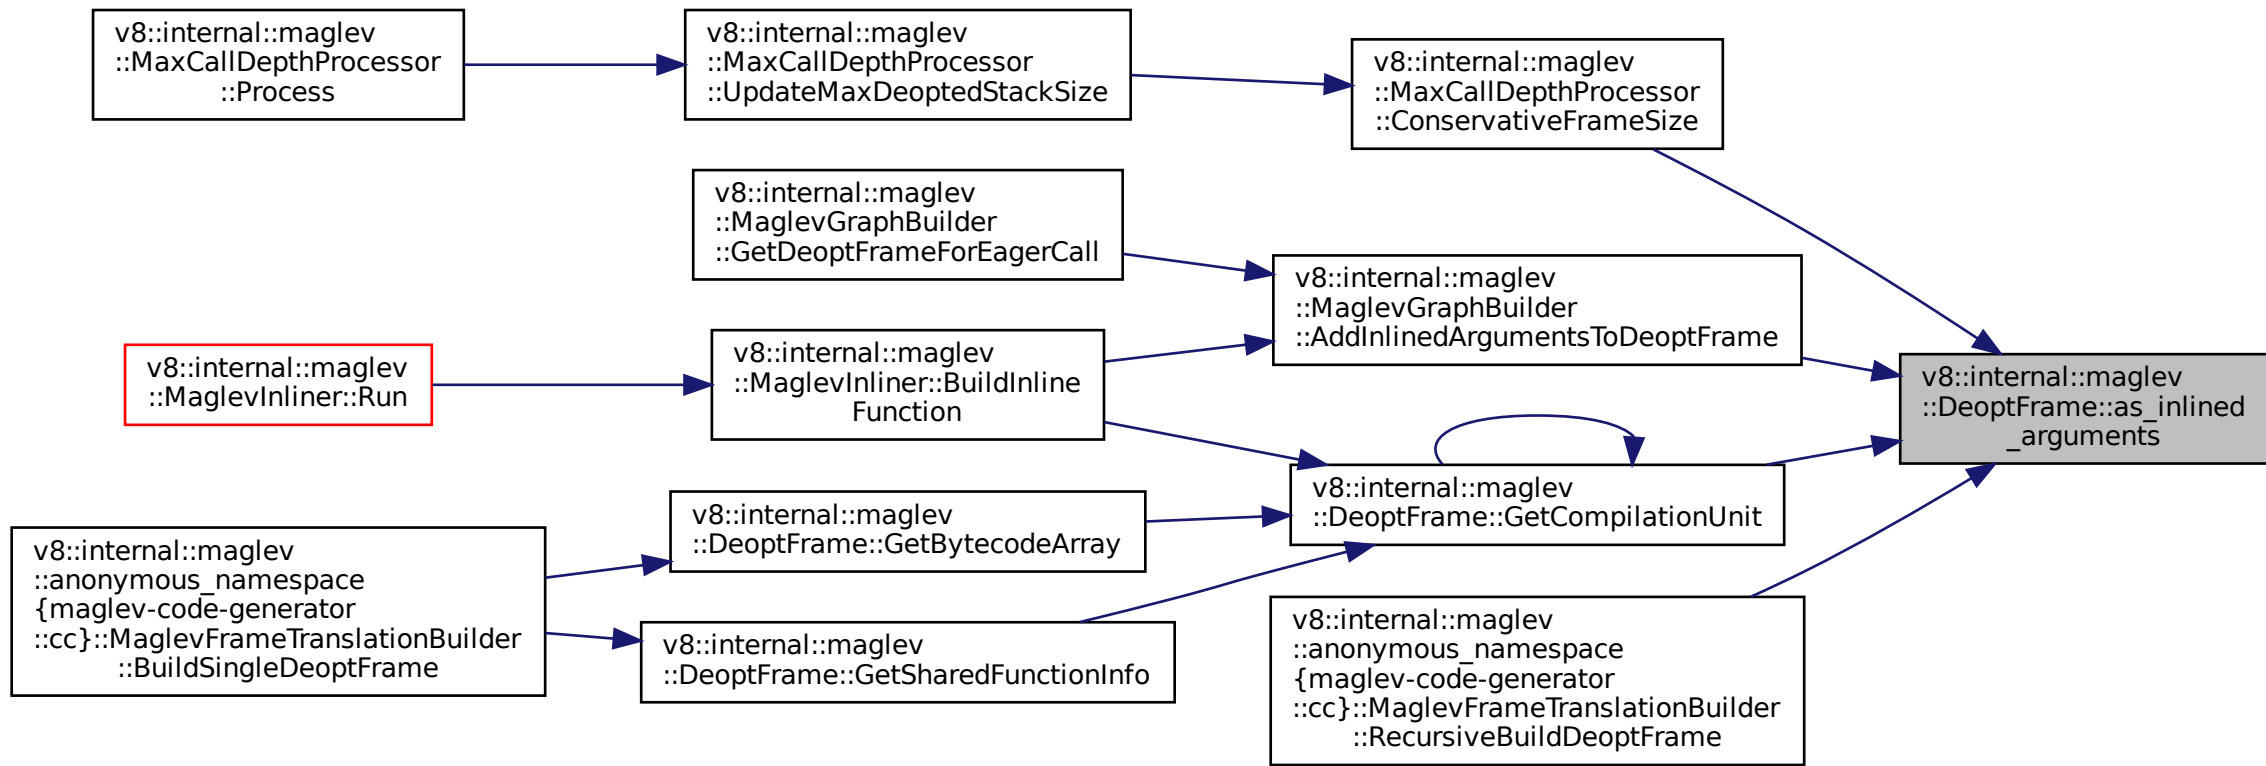 v8::internal::maglev
::MaxCallDepthProcessor
::Process
v8::internal::maglev
::MaxCallDepthProcessor
::UpdateMaxDeoptedStackSize
v8::internal::maglev
::MaxCallDepthProcessor
::ConservativeFrameSize
v8::internal::maglev
::MaglevGraphBuilder
::GetDeoptFrameForEagerCall
v8::internal::maglev
::MaglevGraphBuilder
::AddInlinedArgumentsToDeoptFrame
v8::internal::maglev
::MaglevInliner::Run
v8::internal::maglev
::MaglevInliner::BuildInline
Function
v8::internal::maglev
::DeoptFrame::as_inlined
_arguments
v8::internal::maglev
::DeoptFrame::GetCompilationUnit
v8::internal::maglev
::DeoptFrame::GetBytecodeArray
v8::internal::maglev
::anonymous_namespace
{maglev-code-generator
::cc}::MaglevFrameTranslationBuilder
::BuildSingleDeoptFrame
v8::internal::maglev
::DeoptFrame::GetSharedFunctionInfo
v8::internal::maglev
::anonymous_namespace
{maglev-code-generator
::cc}::MaglevFrameTranslationBuilder
::RecursiveBuildDeoptFrame